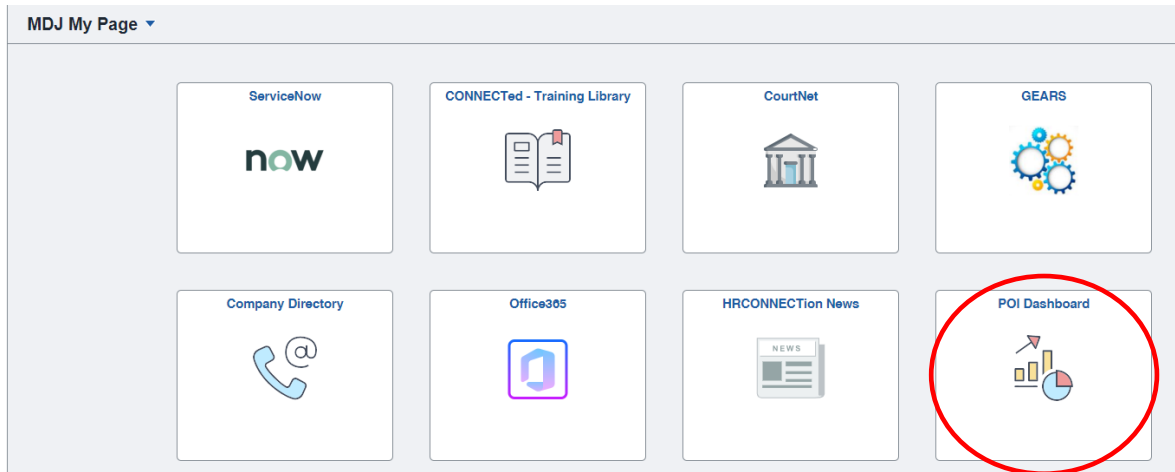 MDJ My Page
ServiceNow
CONNECTed - Training Library
CourtNet
GEARS
now
Company Directory
Office365
HRCONNECTion News
POI Dashboard
@
NEWS